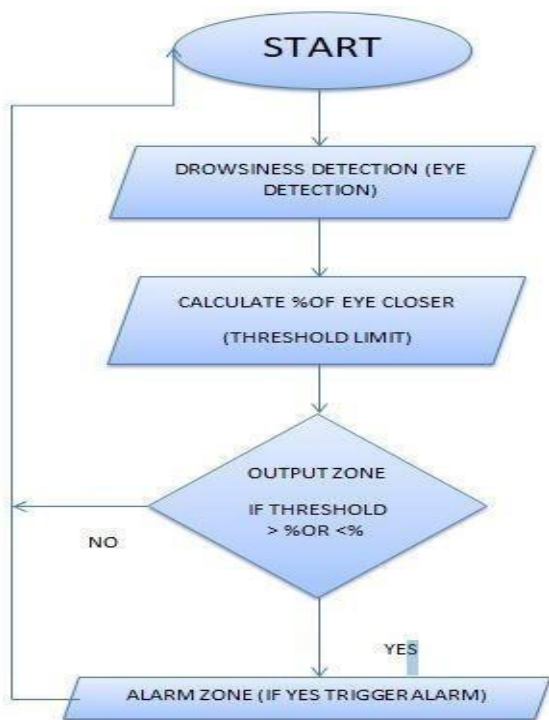 START
DROWSINESS DETECTION (EYE
DETECTION)
CALCULATE %OF EYE CLOSER
(THRESHOLD LIMIT)
OUTPUT ZONE
IF THRESHOLD
> %OR <%
NO
YES
ALARM ZONE (IF YES TRIGGER ALARM)